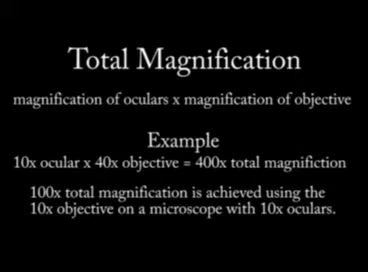 Total Magnification
magnification of oculars x magnification of objective
Example
10x ocular x 40x objective = 400x total magnifiction
100x total magnification is achieved using the
10x objective on a microscope with 10x oculars.